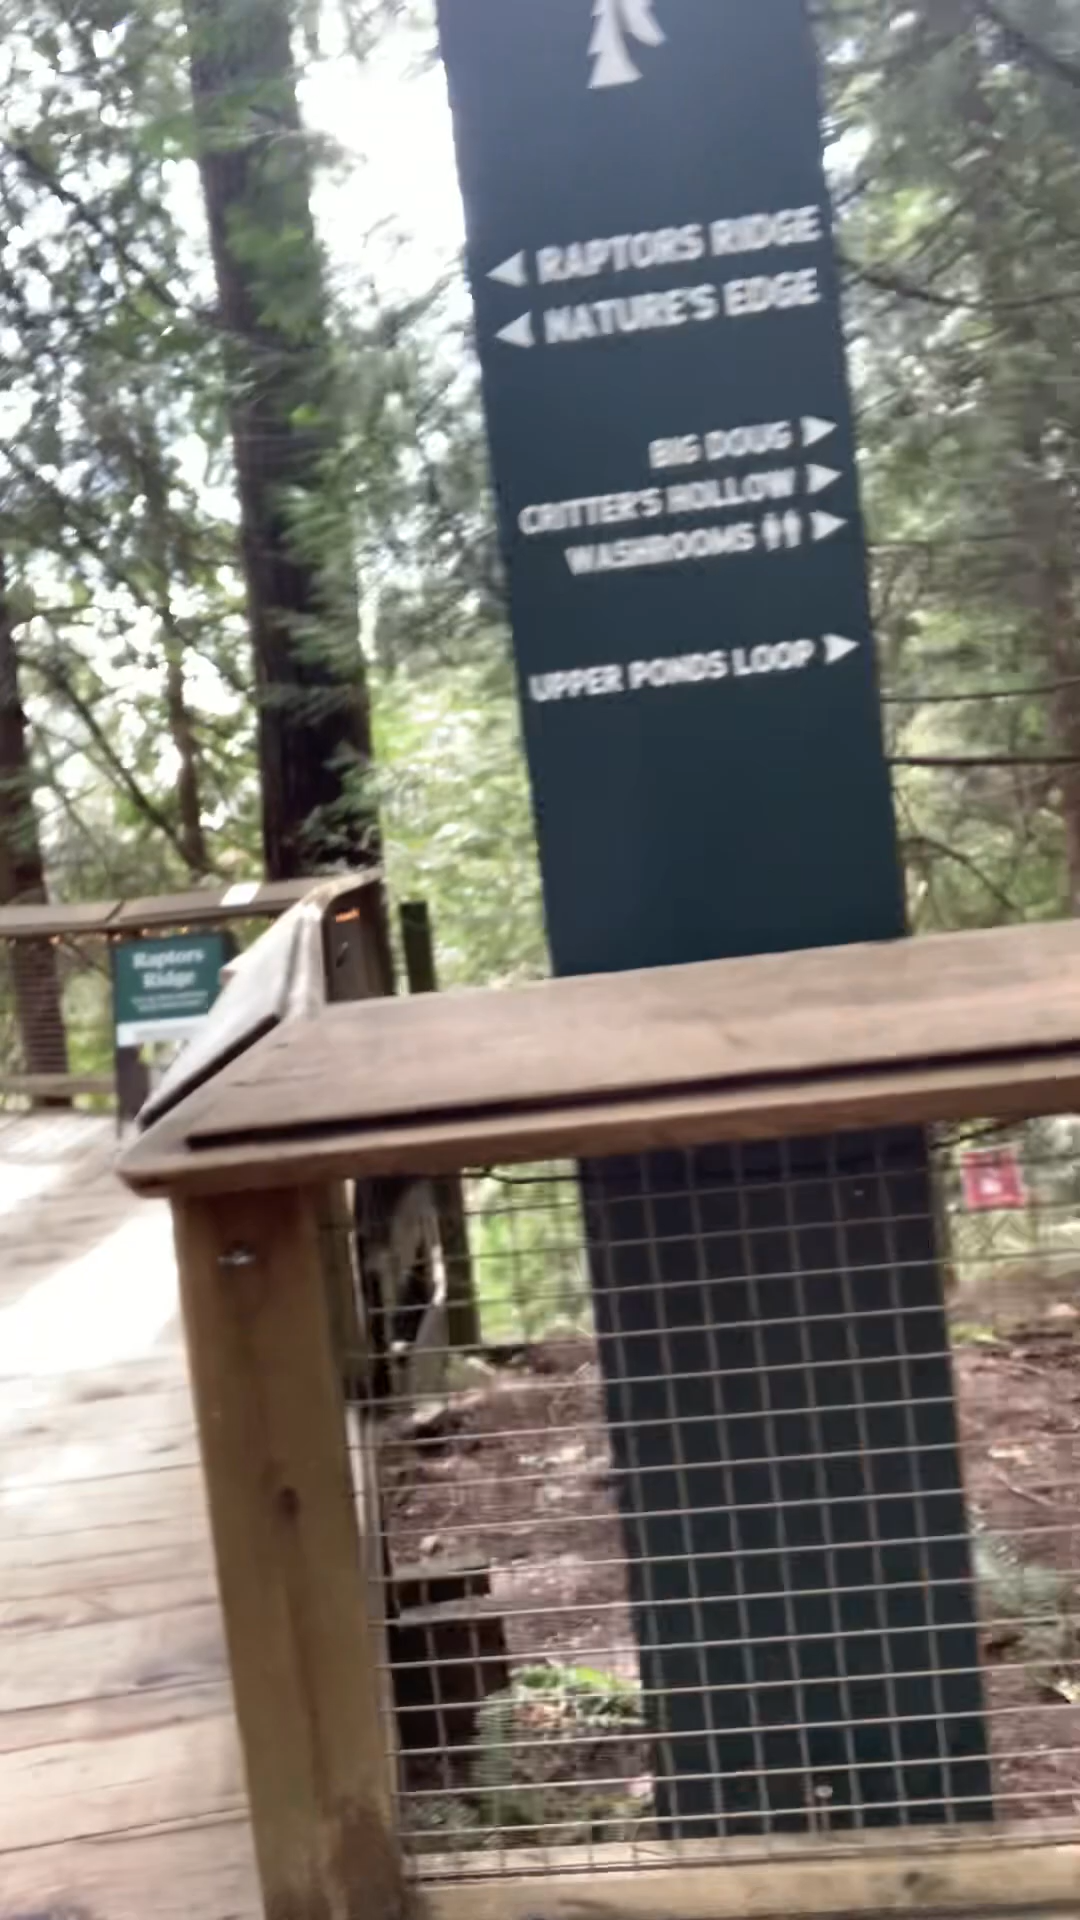 RAPTORS RIDGE
NATURE'S EDGE
BIG DOUG
CRITTER'S HOLLOW
WASHROOMS
UPPER PONDS LOOP
Raptors
Ridge